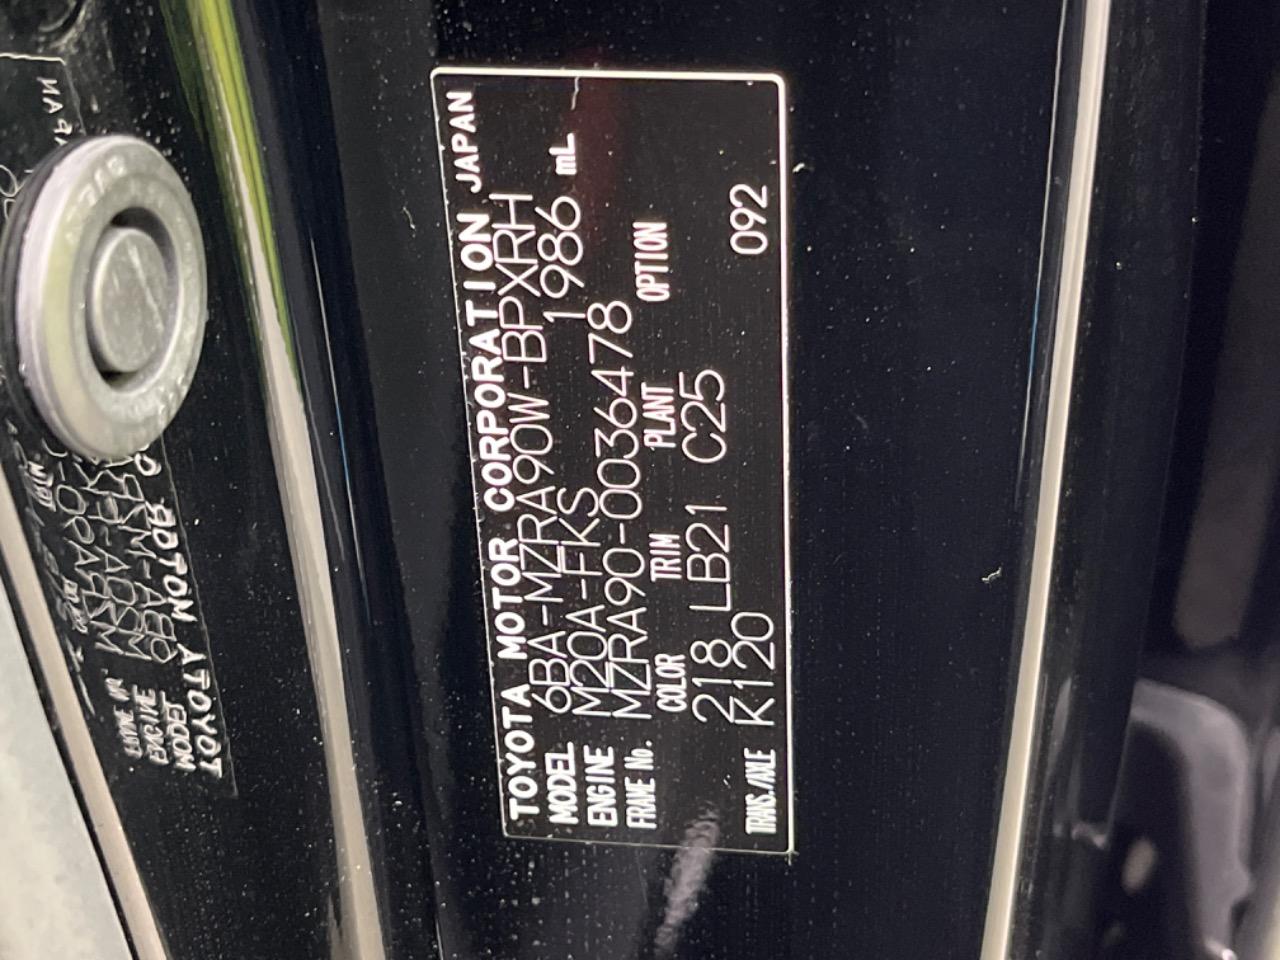 TOYOTA MOTOR CORPORATION JAPAN
MODEL 6BA-MZRA90W-BPXRH
ENGINE M20A-FKS 1986 mL
FRAME No. MZRA90-0036478
COLOR TRIM PLANT OPTION
218 LB21 C25
TRANS./AXLE K120 092